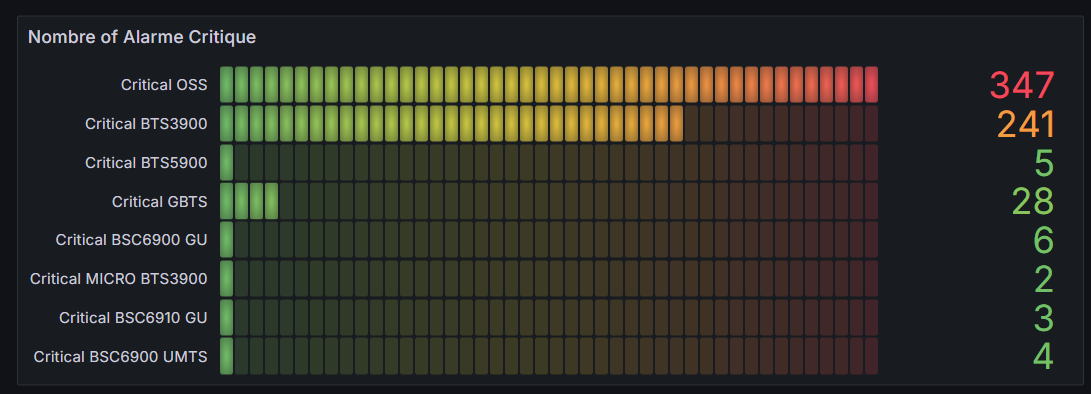 Nombre of Alarme Critique
Critical OSS 347
Critical BTS3900 241
Critical BTS5900 5
Critical GBTS 28
Critical BSC6900 GU 6
Critical MICRO BTS3900 2
Critical BSC6910 GU 3
Critical BSC6900 UMTS 4